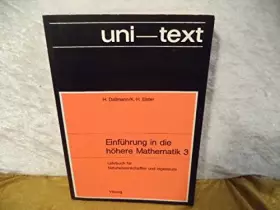 uni—text
H. Dallmann/K.-H. Elster
Einführung in die
höhere Mathematik 3
Lehrbuch für
Naturwissenschaftler und Ingenieure
vieweg